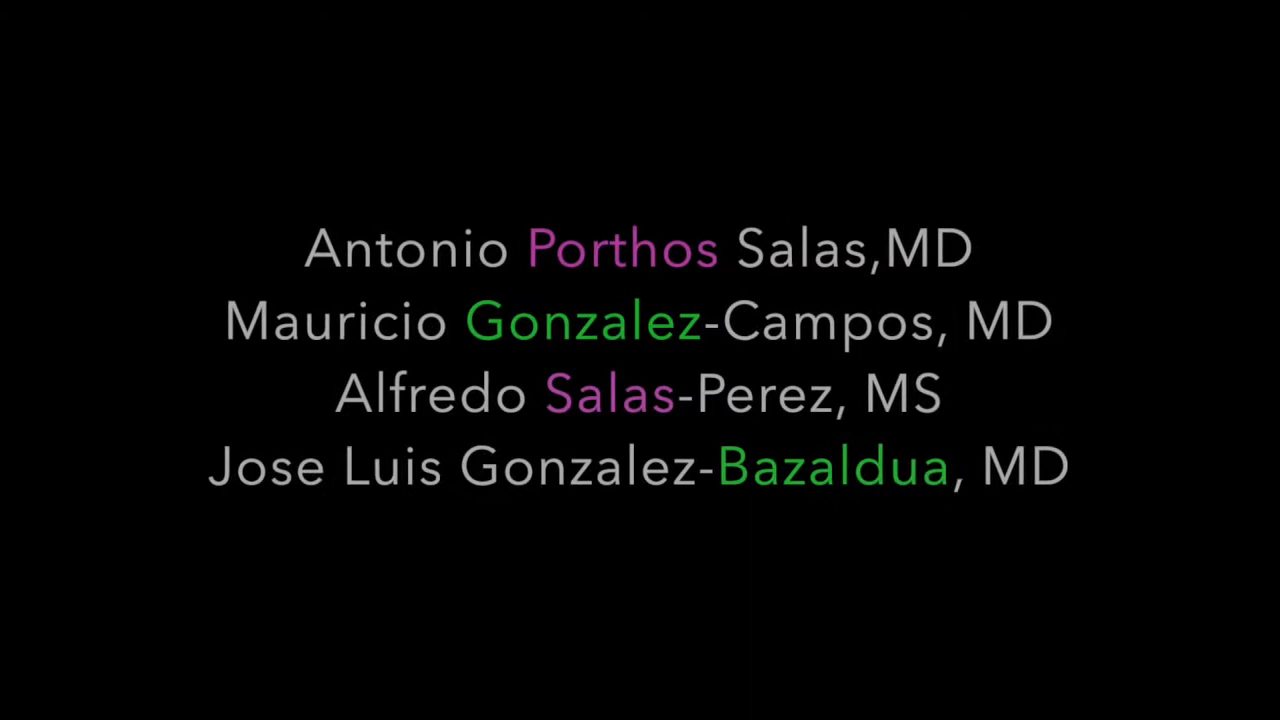 Antonio Porthos Salas,MD
Mauricio Gonzalez-Campos, MD
Alfredo Salas-Perez, MS
Jose Luis Gonzalez-Bazaldua, MD